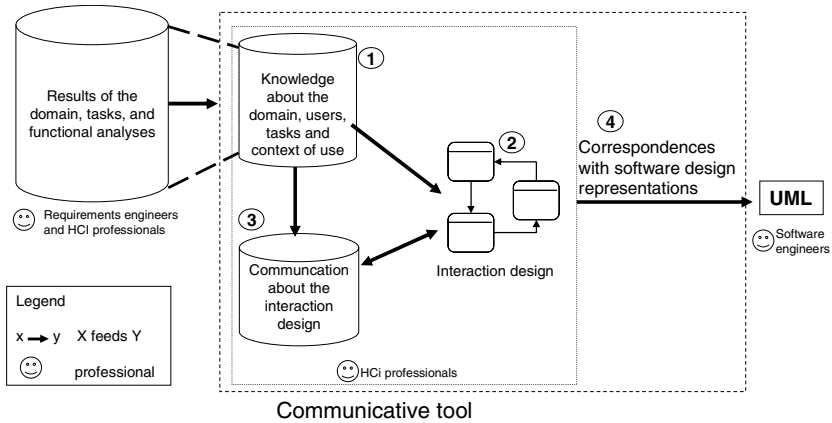 Results of the
domain, tasks, and
functional analyses
Requirements engineers
and HCI professionals
1
Knowledge
about the
domain, users,
tasks and
context of use
2
Interaction design
3
Communcation
about the
interaction
design
HCi professionals
4
Correspondences
with software design
representations
UML
Software
engineers
Legend
x y X feeds Y
professional
Communicative tool